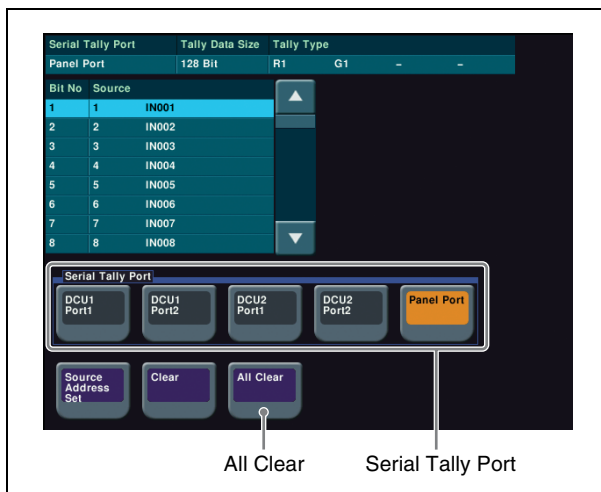 Serial Tally Port Tally Data Size Tally Type
Panel Port 128 Bit R1 G1 – –
Bit No Source
1 1 IN001
2 2 IN002
3 3 IN003
4 4 IN004
5 5 IN005
6 6 IN006
7 7 IN007
8 8 IN008
Serial Tally Port
DCU1 Port1
DCU1 Port2
DCU2 Port1
DCU2 Port2
Panel Port
Source Address Set
Clear
All Clear
All Clear Serial Tally Port